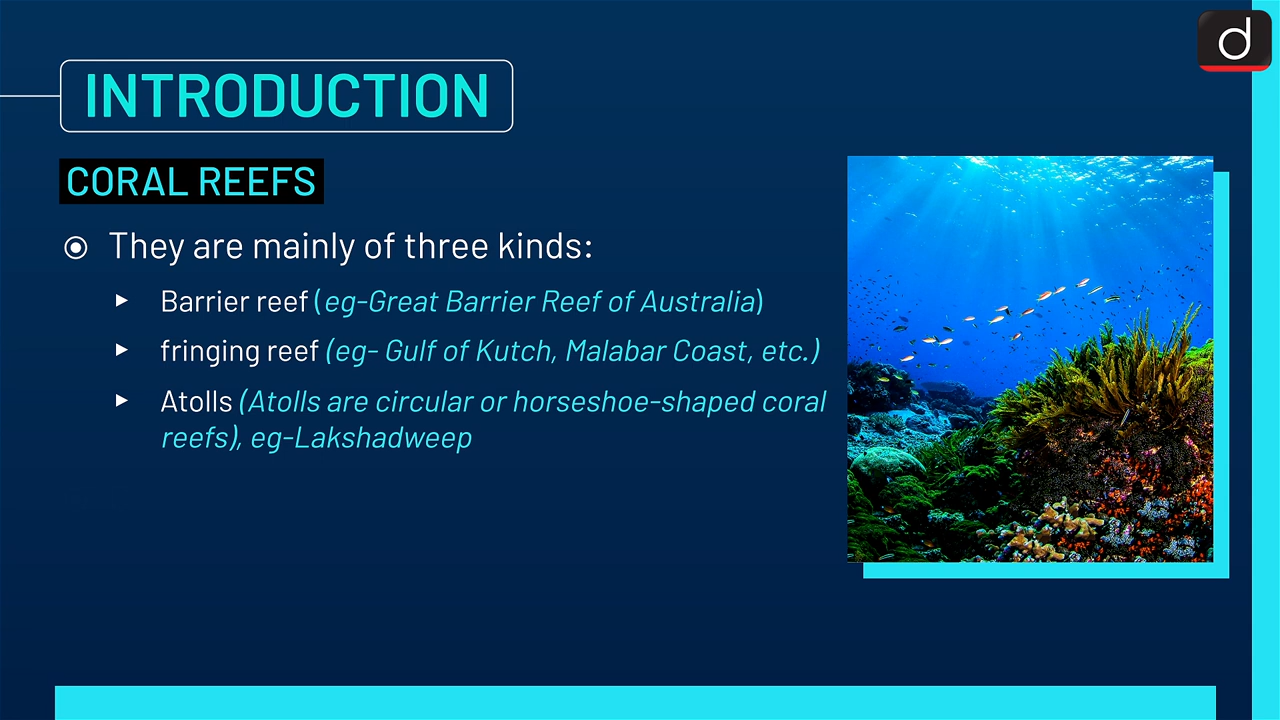 d
INTRODUCTION
CORAL REEFS
They are mainly of three kinds:
Barrier reef (eg-Great Barrier Reef of Australia)
fringing reef (eg- Gulf of Kutch, Malabar Coast, etc.)
Atolls (Atolls are circular or horseshoe-shaped coral
reefs), eg-Lakshadweep